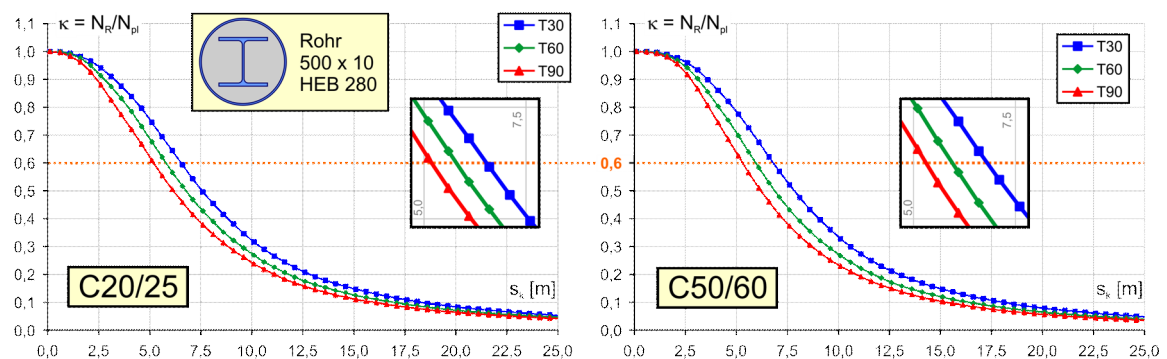 κ = N_R/N_pl
Rohr
500 x 10
HEB 280
T30
T60
T90
1,1
1,0
0,9
0,8
0,7
0,6
0,5
0,4
0,3
0,2
0,1
0,0
7,5
5,0
C20/25
s_k [m]
0,0 2,5 5,0 7,5 10,0 12,5 15,0 17,5 20,0 22,5 25,0
κ = N_R/N_pl
T30
T60
T90
1,1
1,0
0,9
0,8
0,7
0,6
0,5
0,4
0,3
0,2
0,1
0,0
7,5
5,0
C50/60
s_k [m]
0,0 2,5 5,0 7,5 10,0 12,5 15,0 17,5 20,0 22,5 25,0